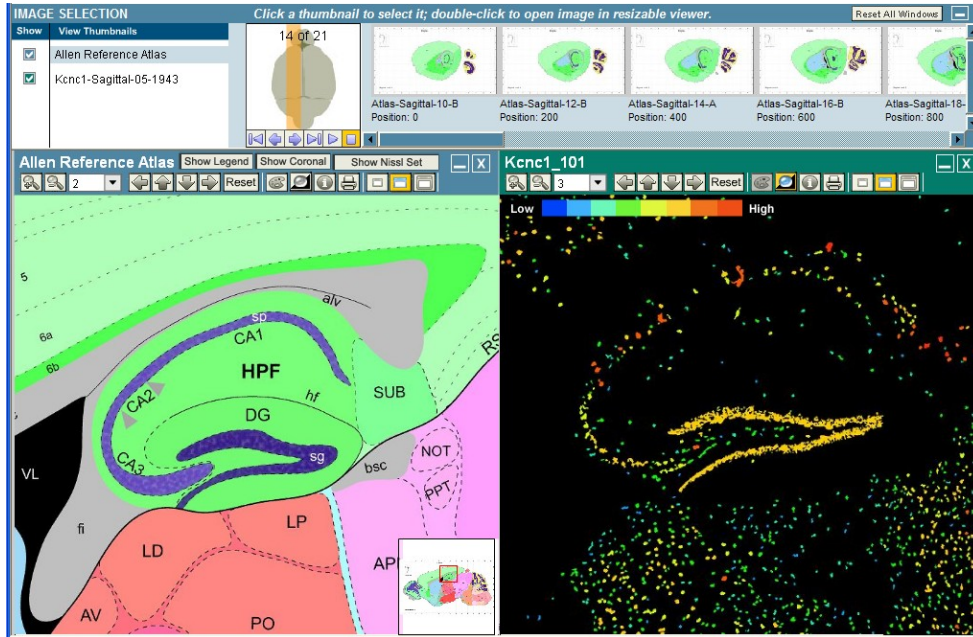 IMAGE SELECTION
Click a thumbnail to select it; double-click to open image in resizable viewer.
Reset All Windows
Show View Thumbnails
Allen Reference Atlas
Kcnc1-Sagittal-05-1943
14 of 21
Atlas-Sagittal-10-B
Position: 0
Atlas-Sagittal-12-B
Position: 200
Atlas-Sagittal-14-A
Position: 400
Atlas-Sagittal-16-B
Position: 600
Atlas-Sagittal-18-
Position: 800
Allen Reference Atlas
Show Legend
Show Coronal
Show Nissl Set
X
2
Reset
5
6a
6b
alv
sp
CA1
HPF
CA2
SUB
RS
hf
DG
CA3
sg
bsc
NOT
PPT
VL
fi
LP
LD
AV
PO
Kcnc1_101
X
3
Reset
Low
High